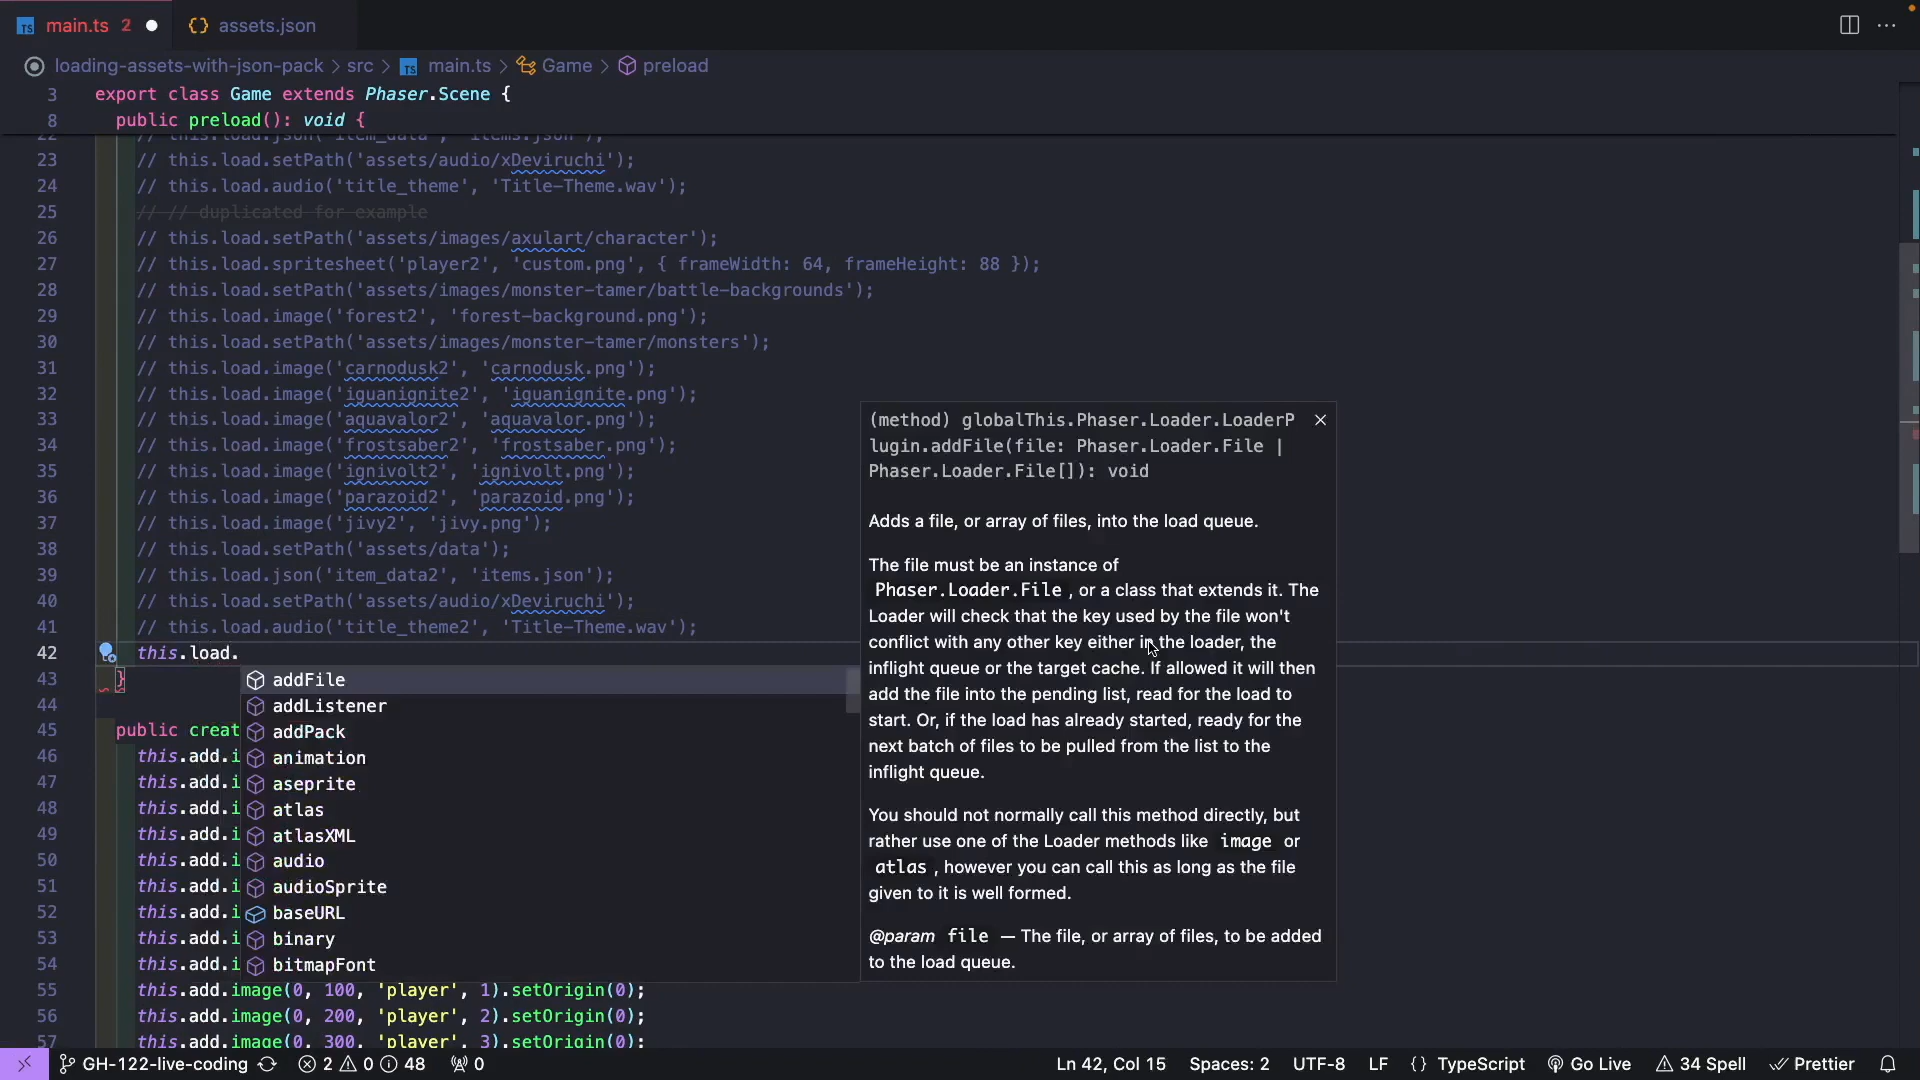 main.ts 2 ● {} assets.json
loading-assets-with-json-pack > src > TS main.ts > Game > preload
3 export class Game extends Phaser.Scene {
8 public preload(): void {
22 // this.load.json('item_data', 'items.json');
23 // this.load.setPath('assets/audio/xDeviruchi');
24 // this.load.audio('title_theme', 'Title-Theme.wav');
25 // // duplicated for example
26 // this.load.setPath('assets/images/axulart/character');
27 // this.load.spritesheet('player2', 'custom.png', { frameWidth: 64, frameHeight: 88 });
28 // this.load.setPath('assets/images/monster-tamer/battle-backgrounds');
29 // this.load.image('forest2', 'forest-background.png');
30 // this.load.setPath('assets/images/monster-tamer/monsters');
31 // this.load.image('carnodusk2', 'carnodusk.png');
32 // this.load.image('iguanignite2', 'iguanignite.png');
33 // this.load.image('aquavalor2', 'aquavalor.png');
34 // this.load.image('frostsaber2', 'frostsaber.png');
35 // this.load.image('ignivolt2', 'ignivolt.png');
36 // this.load.image('parazoid2', 'parazoid.png');
37 // this.load.image('jivy2', 'jivy.png');
38 // this.load.setPath('assets/data');
39 // this.load.json('item_data2', 'items.json');
40 // this.load.setPath('assets/audio/xDeviruchi');
41 // this.load.audio('title_theme2', 'Title-Theme.wav');
42 this.load.
43 }
44
45 public creat
46 this.add.i
47 this.add.i
48 this.add.i
49 this.add.i
50 this.add.i
51 this.add.i
52 this.add.i
53 this.add.i
54 this.add.i
55 this.add.image(0, 100, 'player', 1).setOrigin(0);
56 this.add.image(0, 200, 'player', 2).setOrigin(0);
57 this.add.image(0, 300, 'player', 3).setOrigin(0);
addFile
addListener
addPack
animation
aseprite
atlas
atlasXML
audio
audioSprite
baseURL
binary
bitmapFont
(method) globalThis.Phaser.Loader.LoaderP
lugin.addFile(file: Phaser.Loader.File |
Phaser.Loader.File[]): void
Adds a file, or array of files, into the load queue.
The file must be an instance of
Phaser.Loader.File, or a class that extends it. The
Loader will check that the key used by the file won't
conflict with any other key either in the loader, the
inflight queue or the target cache. If allowed it will then
add the file into the pending list, read for the load to
start. Or, if the load has already started, ready for the
next batch of files to be pulled from the list to the
inflight queue.
You should not normally call this method directly, but
rather use one of the Loader methods like image or
atlas, however you can call this as long as the file
given to it is well formed.
@param file — The file, or array of files, to be added
to the load queue.
GH-122-live-coding 2 0 48 0 Ln 42, Col 15 Spaces: 2 UTF-8 LF {} TypeScript Go Live 34 Spell Prettier